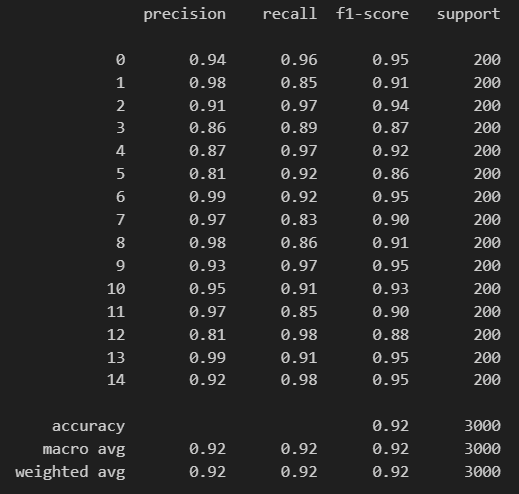 precision recall f1-score support
0 0.94 0.96 0.95 200
1 0.98 0.85 0.91 200
2 0.91 0.97 0.94 200
3 0.86 0.89 0.87 200
4 0.87 0.97 0.92 200
5 0.81 0.92 0.86 200
6 0.99 0.92 0.95 200
7 0.97 0.83 0.90 200
8 0.98 0.86 0.91 200
9 0.93 0.97 0.95 200
10 0.95 0.91 0.93 200
11 0.97 0.85 0.90 200
12 0.81 0.98 0.88 200
13 0.99 0.91 0.95 200
14 0.92 0.98 0.95 200
accuracy 0.92 3000
macro avg 0.92 0.92 0.92 3000
weighted avg 0.92 0.92 0.92 3000